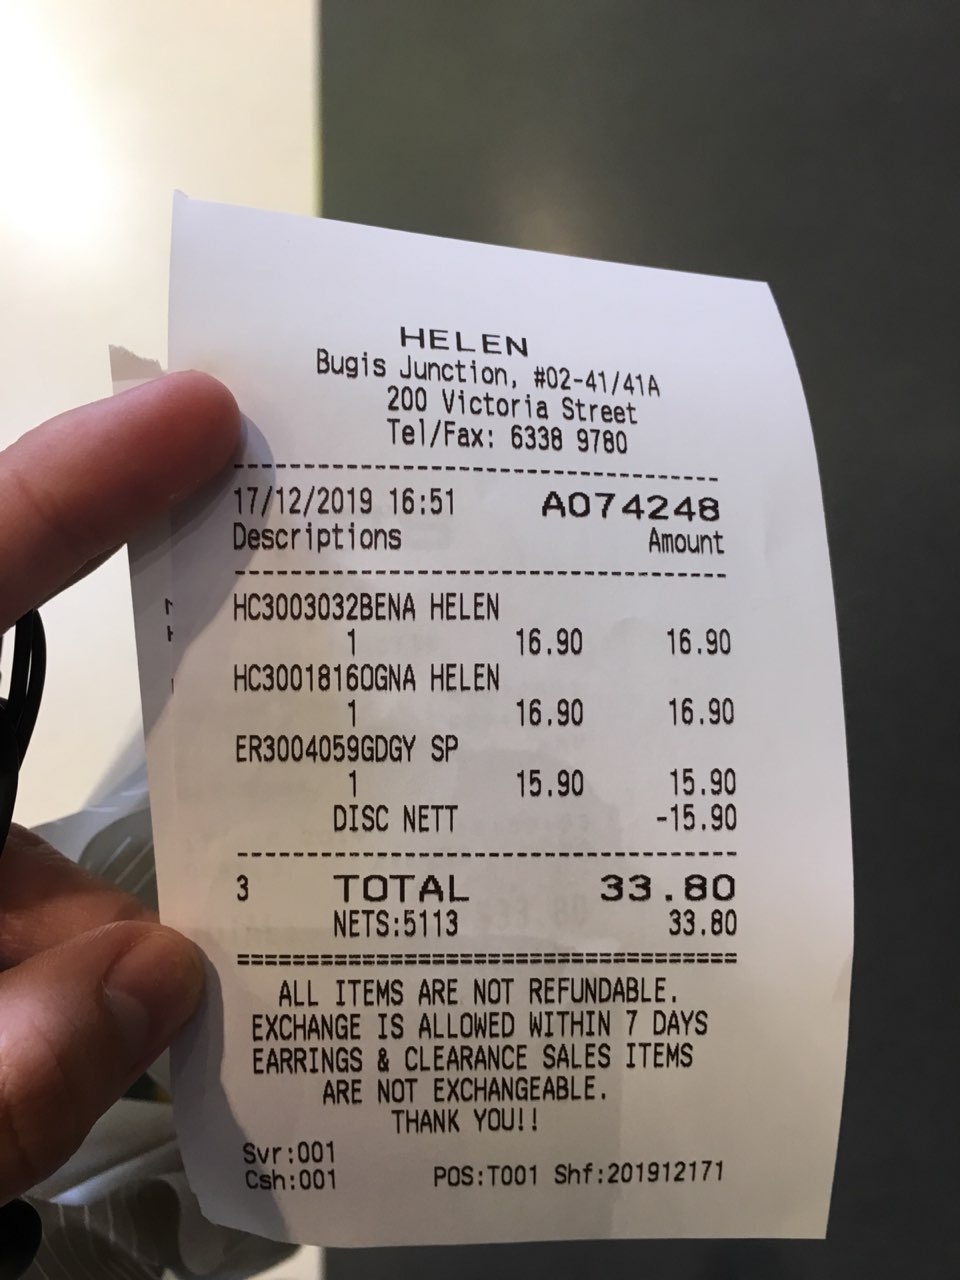 HELEN
Bugis Junction, #02-41/41A
200 Victoria Street
Tel/Fax: 6338 9780
17/12/2019 16:51 A074248
Descriptions Amount
HC3003032BENA HELEN
1 16.90 16.90
HC3001816OGNA HELEN
1 16.90 16.90
ER3004059GDGY SP
1 15.90 15.90
DISC NETT -15.90
3 TOTAL 33.80
NETS:5113 33.80
ALL ITEMS ARE NOT REFUNDABLE.
EXCHANGE IS ALLOWED WITHIN 7 DAYS
EARRINGS & CLEARANCE SALES ITEMS
ARE NOT EXCHANGEABLE.
THANK YOU!!
Svr:001
Csh:001 POS:T001 Shf:201912171